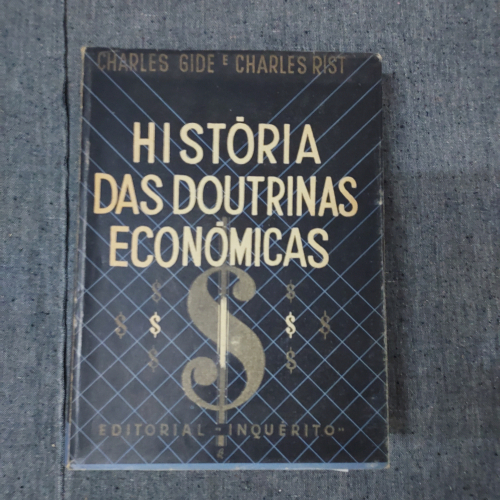 CHARLES GIDE E CHARLES RIST
HISTÓRIA
DAS DOUTRINAS
ECONÓMICAS
$
$ $ $ $ $ $ $ $
EDITORIAL "INQUÉRITO"